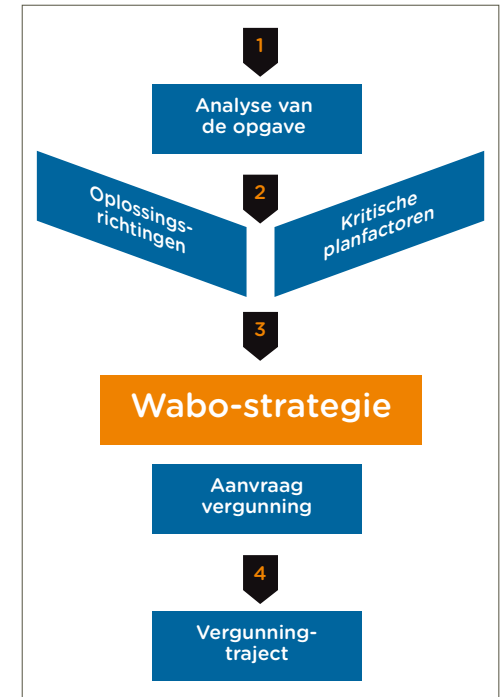 1
Analyse van
de opgave
2
Oplossings-
richtingen
Kritische
planfactoren
3
Wabo-strategie
Aanvraag
vergunning
4
Vergunning-
traject